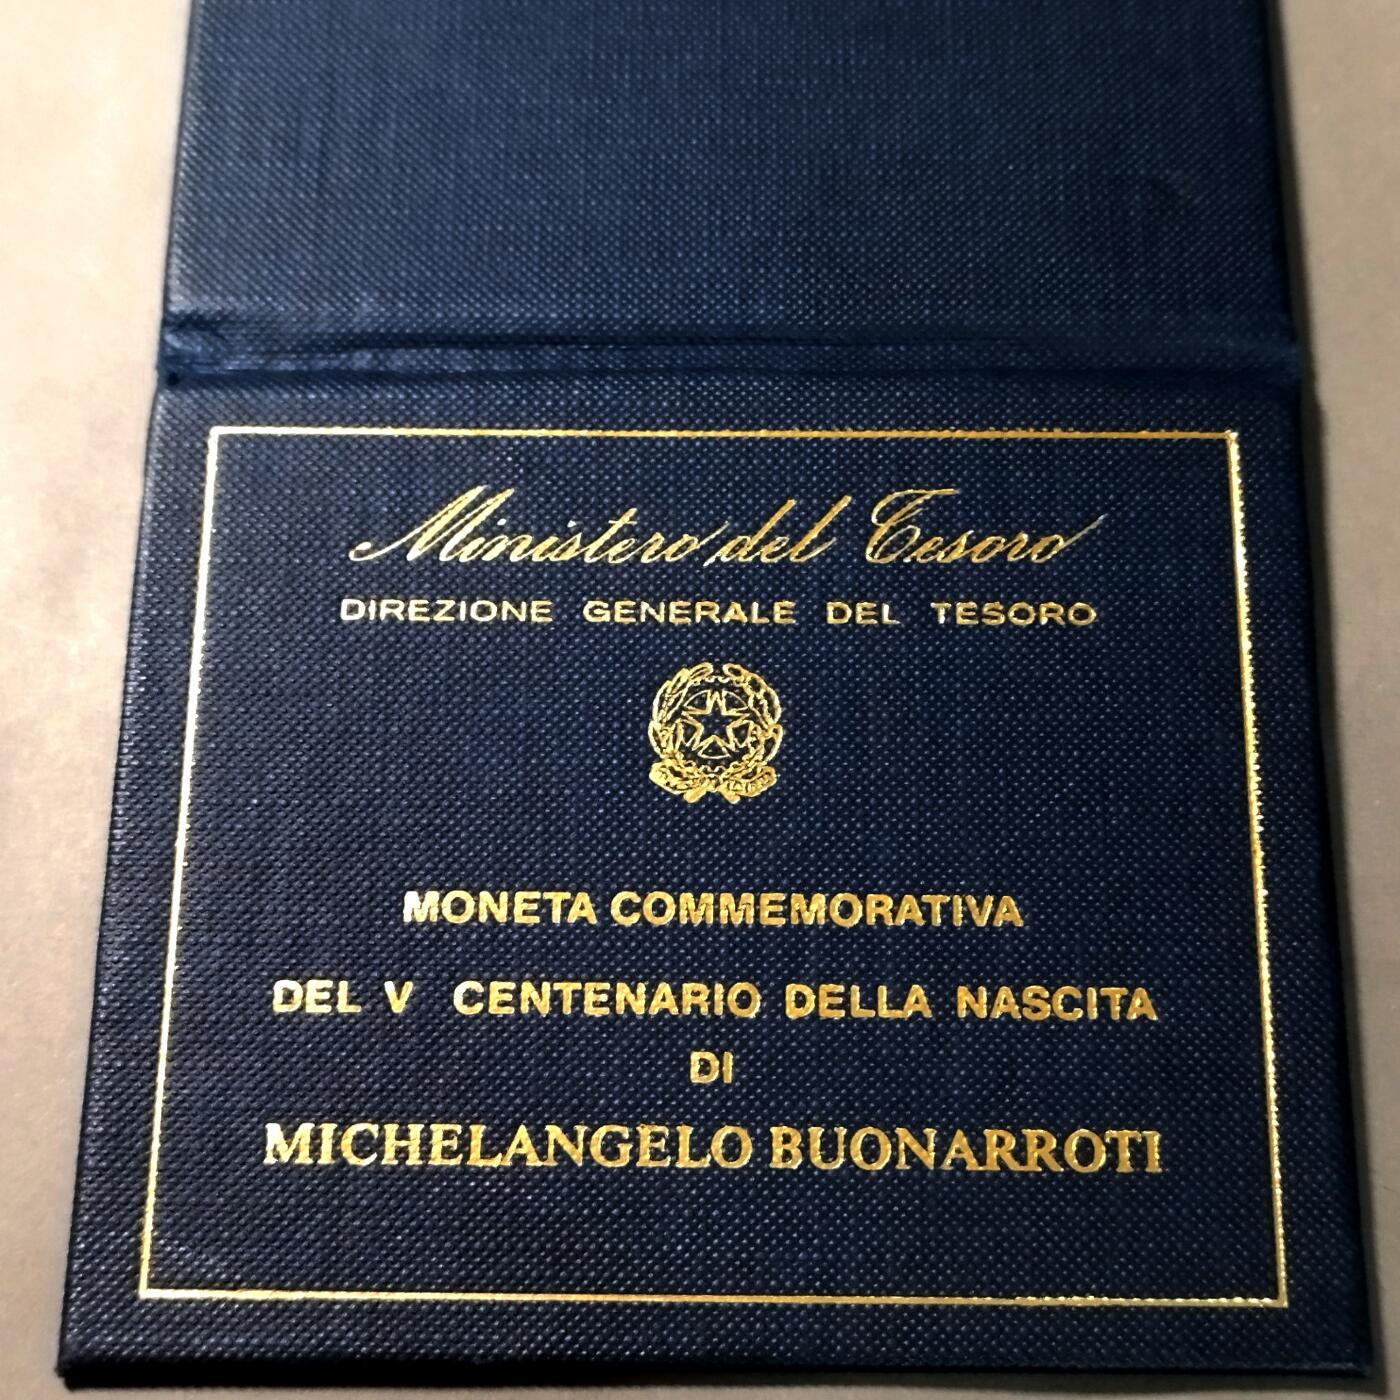 Ministero del Tesoro
DIREZIONE GENERALE DEL TESORO
MONETA COMMEMORATIVA
DEL V CENTENARIO DELLA NASCITA
DI
MICHELANGELO BUONARROTI